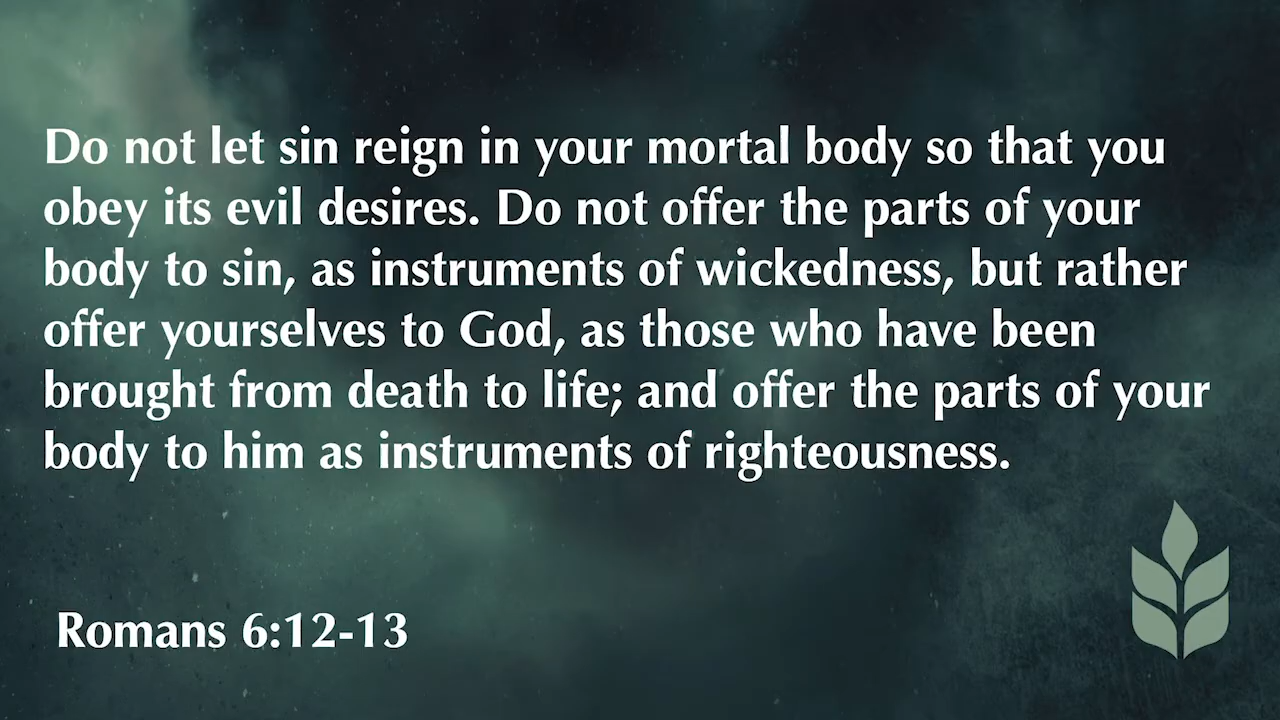 Do not let sin reign in your mortal body so that you
obey its evil desires. Do not offer the parts of your
body to sin, as instruments of wickedness, but rather
offer yourselves to God, as those who have been
brought from death to life; and offer the parts of your
body to him as instruments of righteousness.
Romans 6:12-13